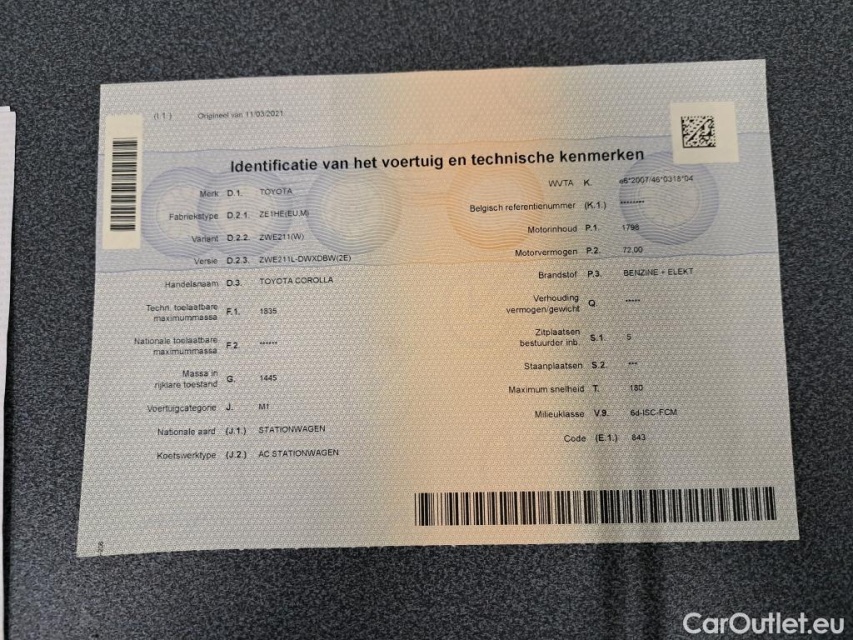 (I.1.) Origineel van 11/03/2021
Identificatie van het voertuig en technische kenmerken
Merk D.1. TOYOTA
Fabriekstype D.2.1. ZE1HE(EU,M)
Variant D.2.2. ZWE211(W)
Versie D.2.3. ZWE211L-DWXDBW(2E)
Handelsnaam D.3. TOYOTA COROLLA
Techn. toelaatbare
maximummassa F.1. 1835
Nationale toelaatbare
maximummassa F.2. ******
Massa in
rijklare toestand G. 1445
Voertuigcategorie J. M1
Nationale aard (J.1.) STATIONWAGEN
Koetswerktype (J.2.) AC STATIONWAGEN
WVTA K. e6*2007/46*0318*04
Belgisch referentienummer (K.1.) ********
Motorinhoud P.1. 1798
Motorvermogen P.2. 72,00
Brandstof P.3. BENZINE + ELEKT
Verhouding
vermogen/gewicht Q. *****
Zitplaatsen
bestuurder inb. S.1. 5
Staanplaatsen S.2. ***
Maximum snelheid T. 180
Milieuklasse V.9. 6d-ISC-FCM
Code (E.1.) 843
CarOutlet.eu